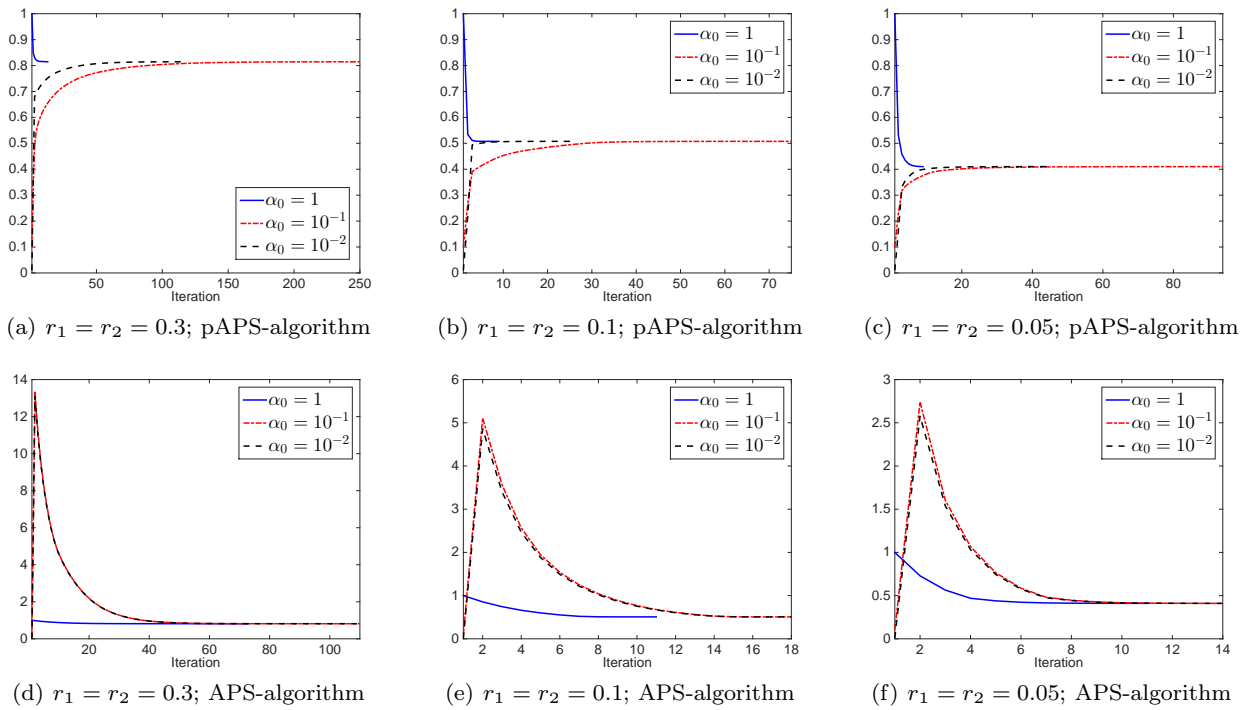 1
0.9
0.8
0.7
0.6
0.5
0.4
0.3
0.2
0.1
0
50 100 150 200 250
Iteration
α₀ = 1
α₀ = 10⁻¹
α₀ = 10⁻²
(a) r₁ = r₂ = 0.3; pAPS-algorithm
1
0.9
0.8
0.7
0.6
0.5
0.4
0.3
0.2
0.1
0
10 20 30 40 50 60 70
Iteration
α₀ = 1
α₀ = 10⁻¹
α₀ = 10⁻²
(b) r₁ = r₂ = 0.1; pAPS-algorithm
1
0.9
0.8
0.7
0.6
0.5
0.4
0.3
0.2
0.1
0
20 40 60 80
Iteration
α₀ = 1
α₀ = 10⁻¹
α₀ = 10⁻²
(c) r₁ = r₂ = 0.05; pAPS-algorithm
14
12
10
8
6
4
2
0
20 40 60 80 100
Iteration
α₀ = 1
α₀ = 10⁻¹
α₀ = 10⁻²
(d) r₁ = r₂ = 0.3; APS-algorithm
6
5
4
3
2
1
0
2 4 6 8 10 12 14 16 18
Iteration
α₀ = 1
α₀ = 10⁻¹
α₀ = 10⁻²
(e) r₁ = r₂ = 0.1; APS-algorithm
3
2.5
2
1.5
1
0.5
0
2 4 6 8 10 12 14
Iteration
α₀ = 1
α₀ = 10⁻¹
α₀ = 10⁻²
(f) r₁ = r₂ = 0.05; APS-algorithm